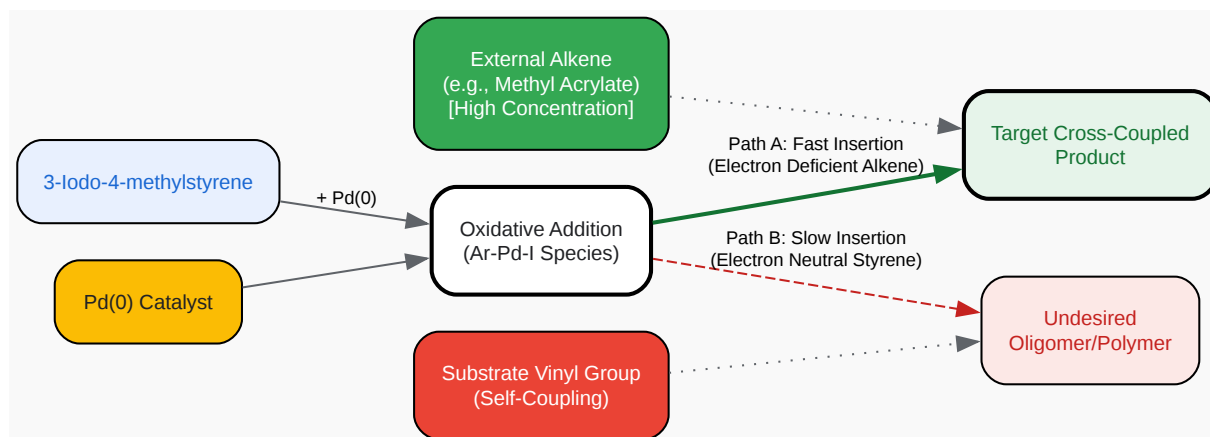 External Alkene
(e.g., Methyl Acrylate)
[High Concentration]
Target Cross-Coupled
Product
Path A: Fast Insertion
(Electron Deficient Alkene)
3-Iodo-4-methylstyrene
+ Pd(0)
Oxidative Addition
(Ar-Pd-I Species)
Path B: Slow Insertion
(Electron Neutral Styrene)
Pd(0) Catalyst
Undesired
Oligomer/Polymer
Substrate Vinyl Group
(Self-Coupling)